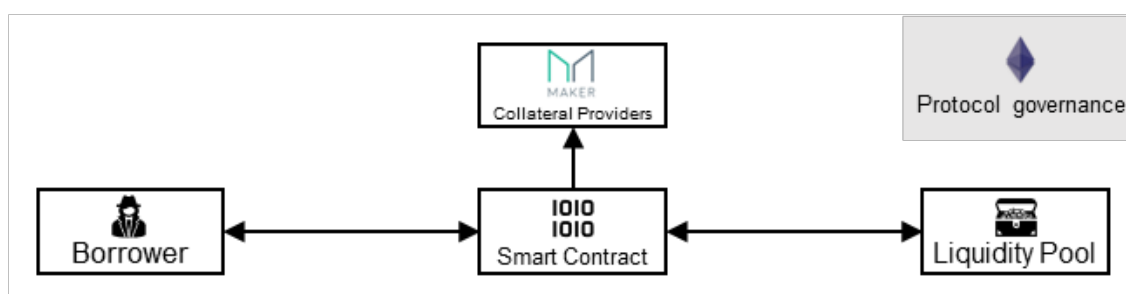 MAKER
Collateral Providers
Protocol governance
Borrower
1010
1010
Smart Contract
Liquidity Pool